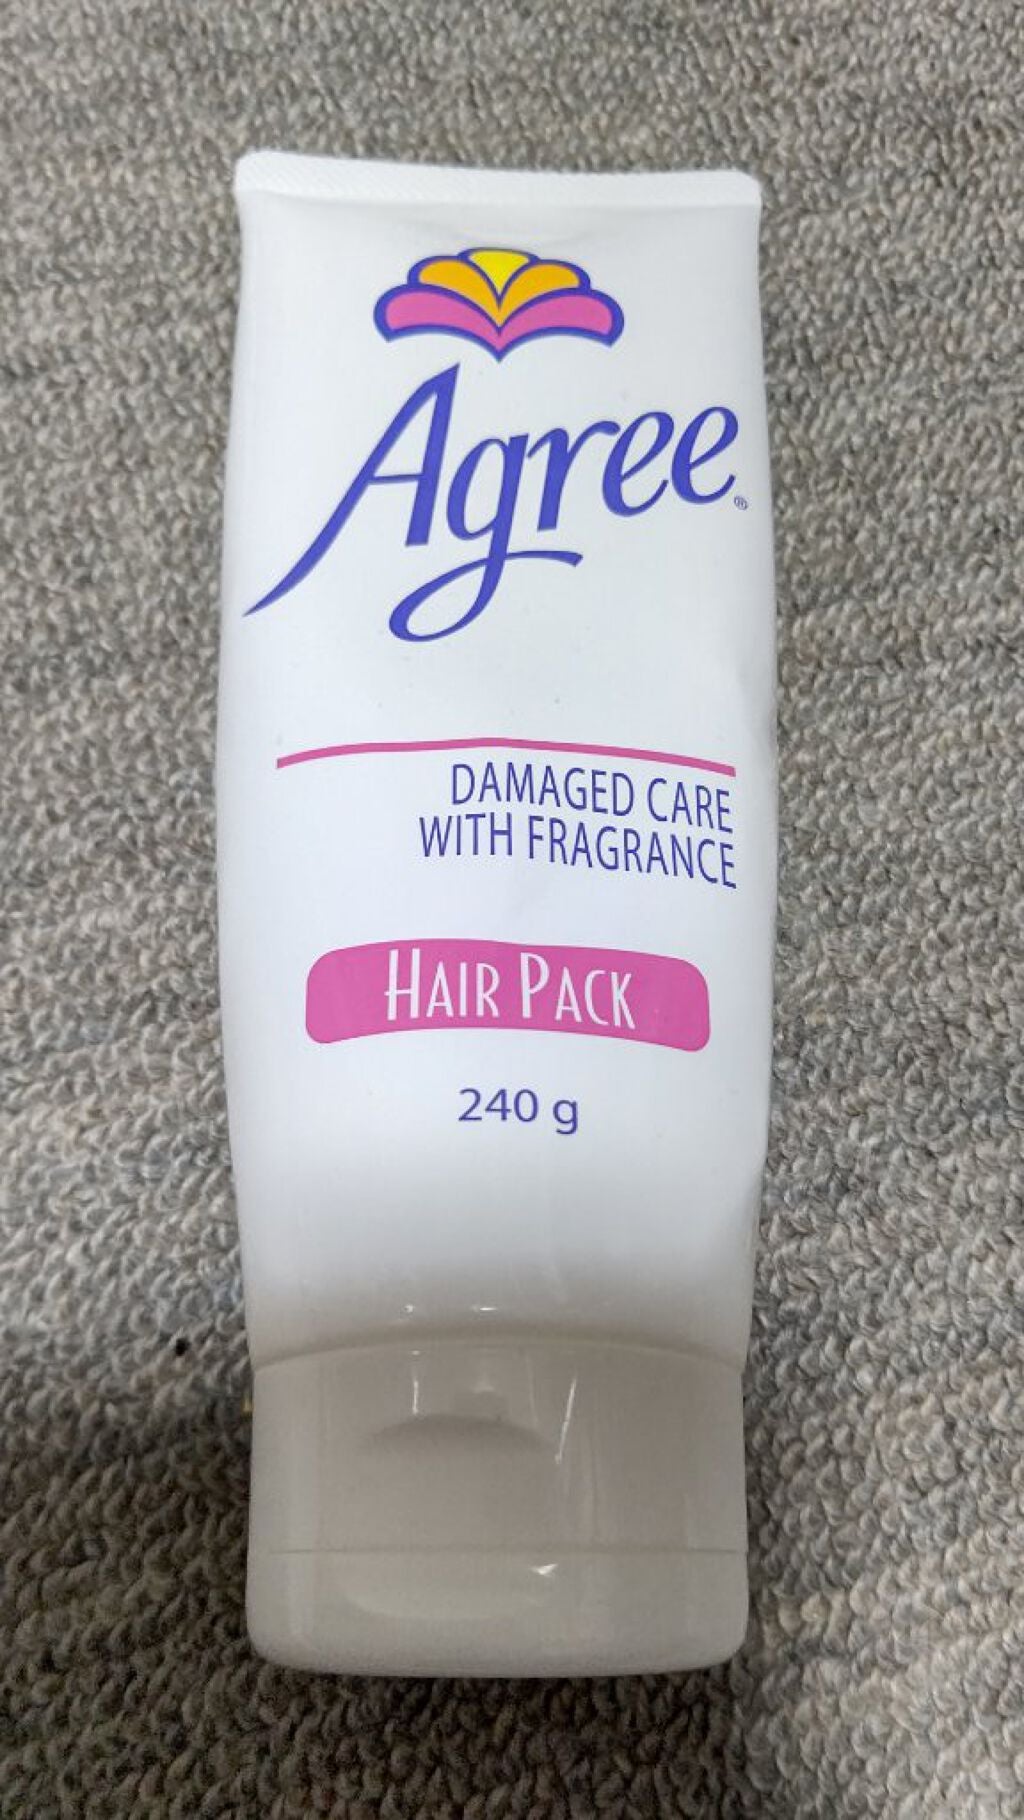 Agree®
DAMAGED CARE
WITH FRAGRANCE
HAIR PACK
240 g